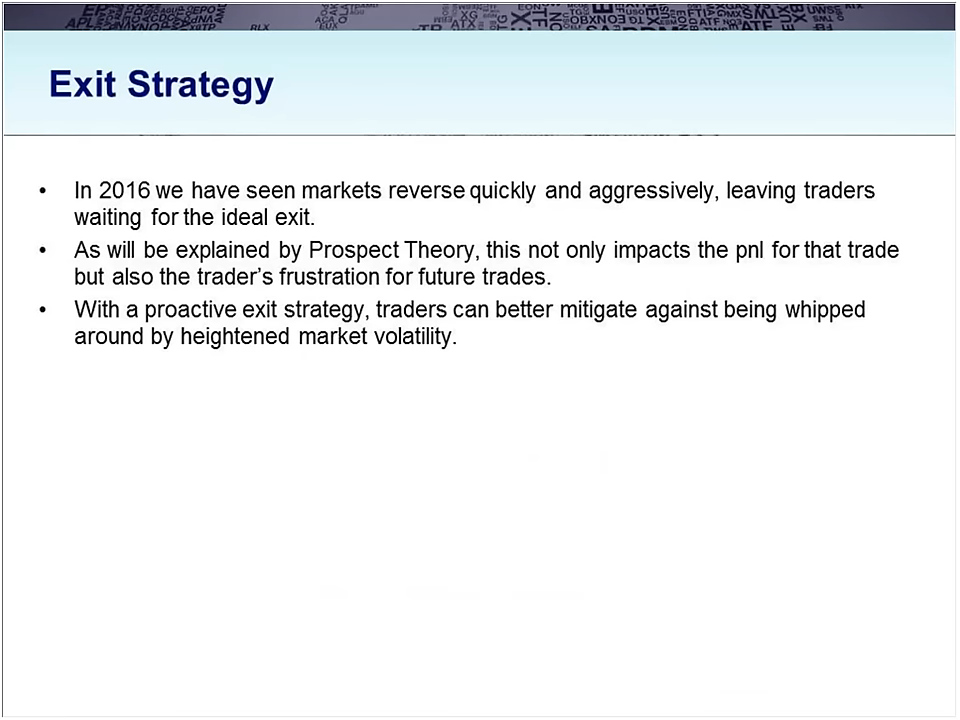 Exit Strategy
• In 2016 we have seen markets reverse quickly and aggressively, leaving traders
waiting for the ideal exit.
• As will be explained by Prospect Theory, this not only impacts the pnl for that trade
but also the trader's frustration for future trades.
• With a proactive exit strategy, traders can better mitigate against being whipped
around by heightened market volatility.